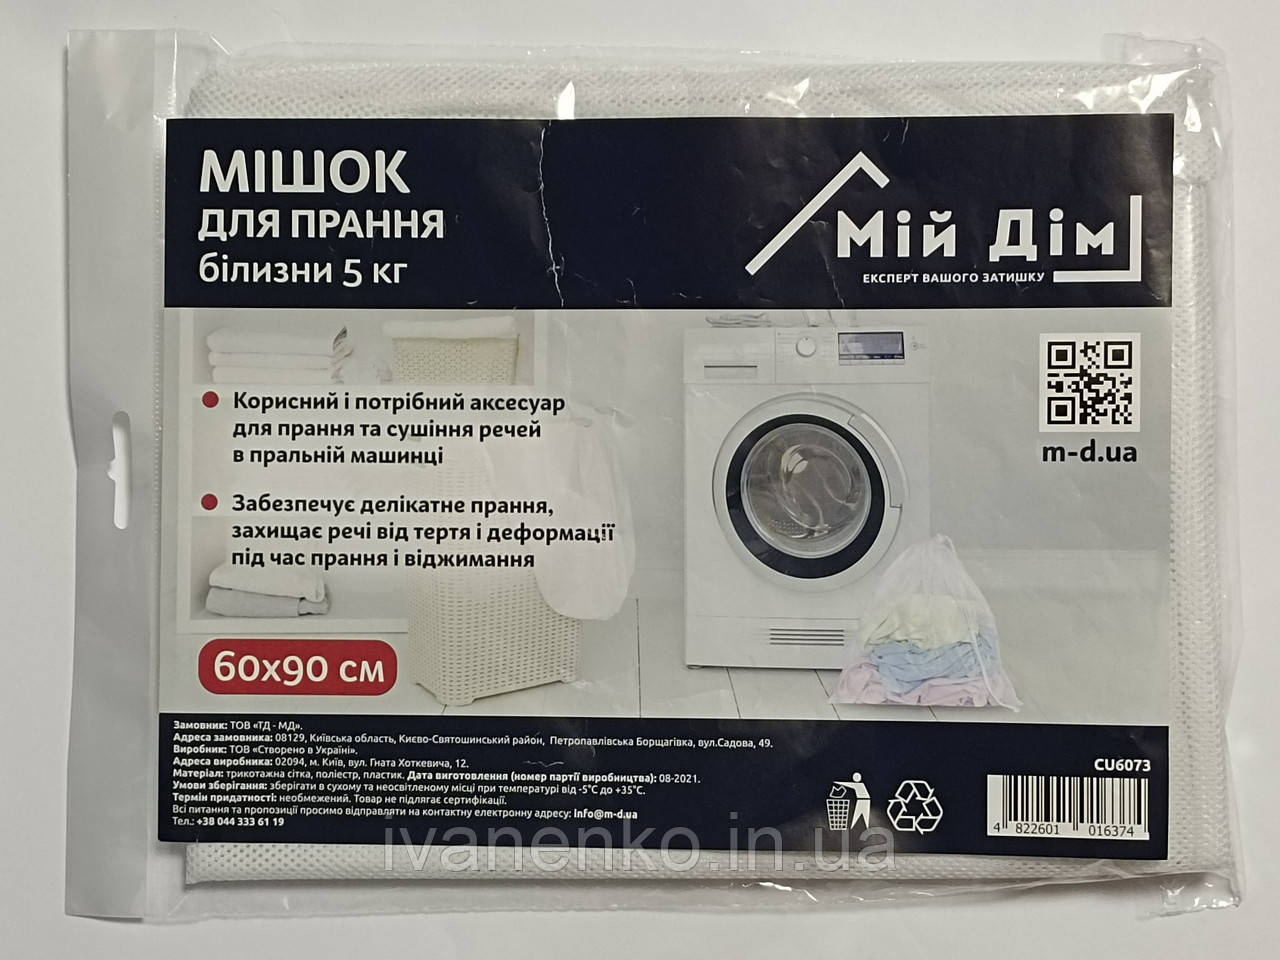 МІШОК
ДЛЯ ПРАННЯ
білизни 5 кг
Мій Дім
ЕКСПЕРТ ВАШОГО ЗАТИШКУ
m-d.ua
Корисний і потрібний аксесуар
для прання та сушіння речей
в пральній машинці
Забезпечує делікатне прання,
захищає речі від тертя і деформації
під час прання і віджимання
60х90 см
Замовник: ТОВ «ТД - МД».
Адреса замовника: 08129, Київська область, Києво-Святошинський район, Петропавлівська Борщагівка, вул.Садова, 49.
Виробник: ТОВ «Створено в Україні».
Адреса виробника: 02094, м. Київ, вул. Гната Хоткевича, 12.
Матеріал: трикотажна сітка, поліестр, пластик. Дата виготовлення (номер партії виробництва): 08-2021.
Умови зберігання: зберігати в сухому та неосвітленому місці при температурі від -5°С до +35°С.
Термін придатності: необмежений. Товар не підлягає сертифікації.
Всі питання та пропозиції просимо відправляти на контактну електронну адресу: info@m-d.ua
Тел.: +38 044 333 61 19
CU6073
4 822601 016374
ivanenko.in.ua